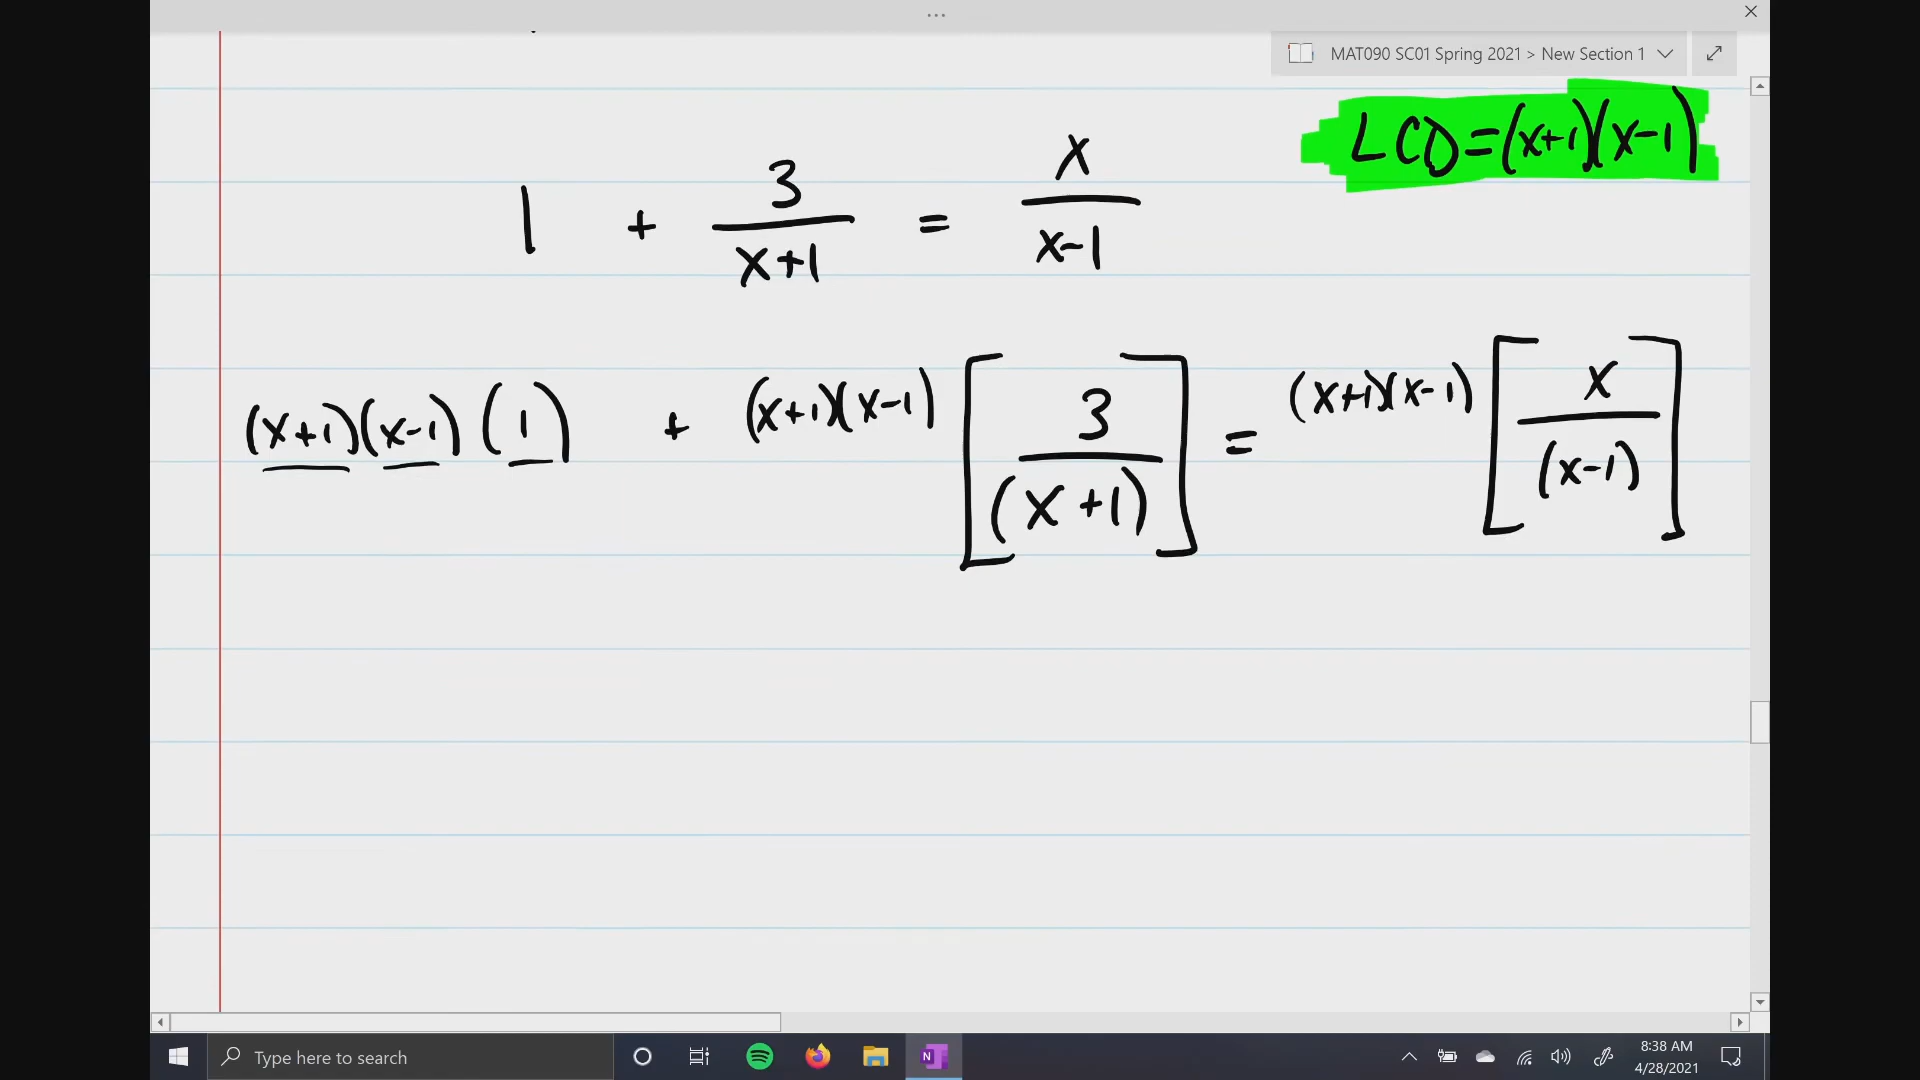 MAT090 SC01 Spring 2021 > New Section 1
LCD=(x+1)(x-1)
1 + 3/(x+1) = x/(x-1)
(x+1)(x-1)(1) + (x+1)(x-1)[3/(x+1)] = (x+1)(x-1)[x/(x-1)]
Type here to search
8:38 AM
4/28/2021